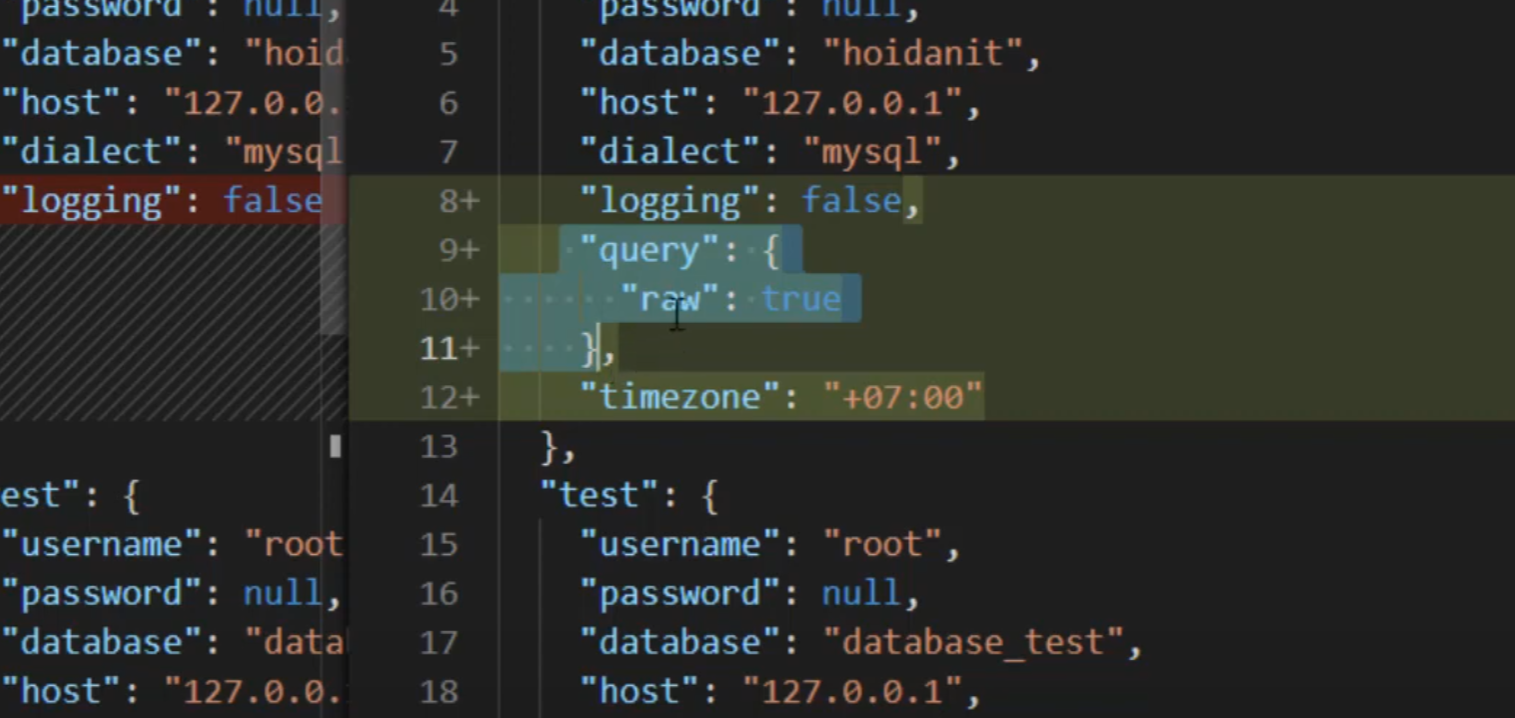 "password": null,
"database": "hoid
"host": "127.0.0.
"dialect": "mysql
"logging": false
est": {
"username": "root
"password": null,
"database": "data
"host": "127.0.0.
4 "password": null,
5 "database": "hoidanit",
6 "host": "127.0.0.1",
7 "dialect": "mysql",
8+ "logging": false,
9+ "query": {
10+ "raw": true
11+ },
12+ "timezone": "+07:00"
13 },
14 "test": {
15 "username": "root",
16 "password": null,
17 "database": "database_test",
18 "host": "127.0.0.1",